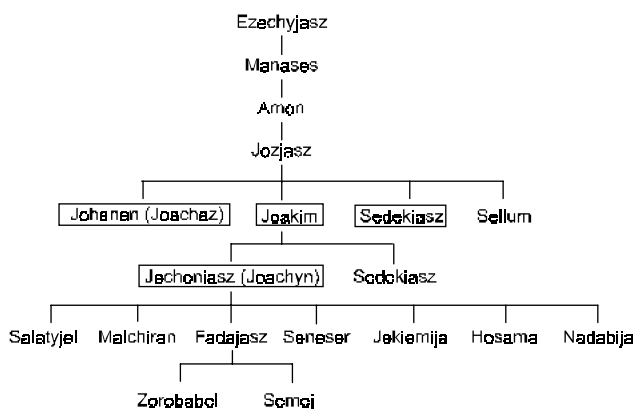 Ezechyjasz
Manases
Amon
Jozjasz
Johanan (Joachaz) Joakim Sedekiasz Sellum
Jechoniasz (Joachyn) Sedekiasz
Salatyjel Malchiran Fadajasz Seneser Jekiemija Hosama Nadabija
Zorobabel Semej